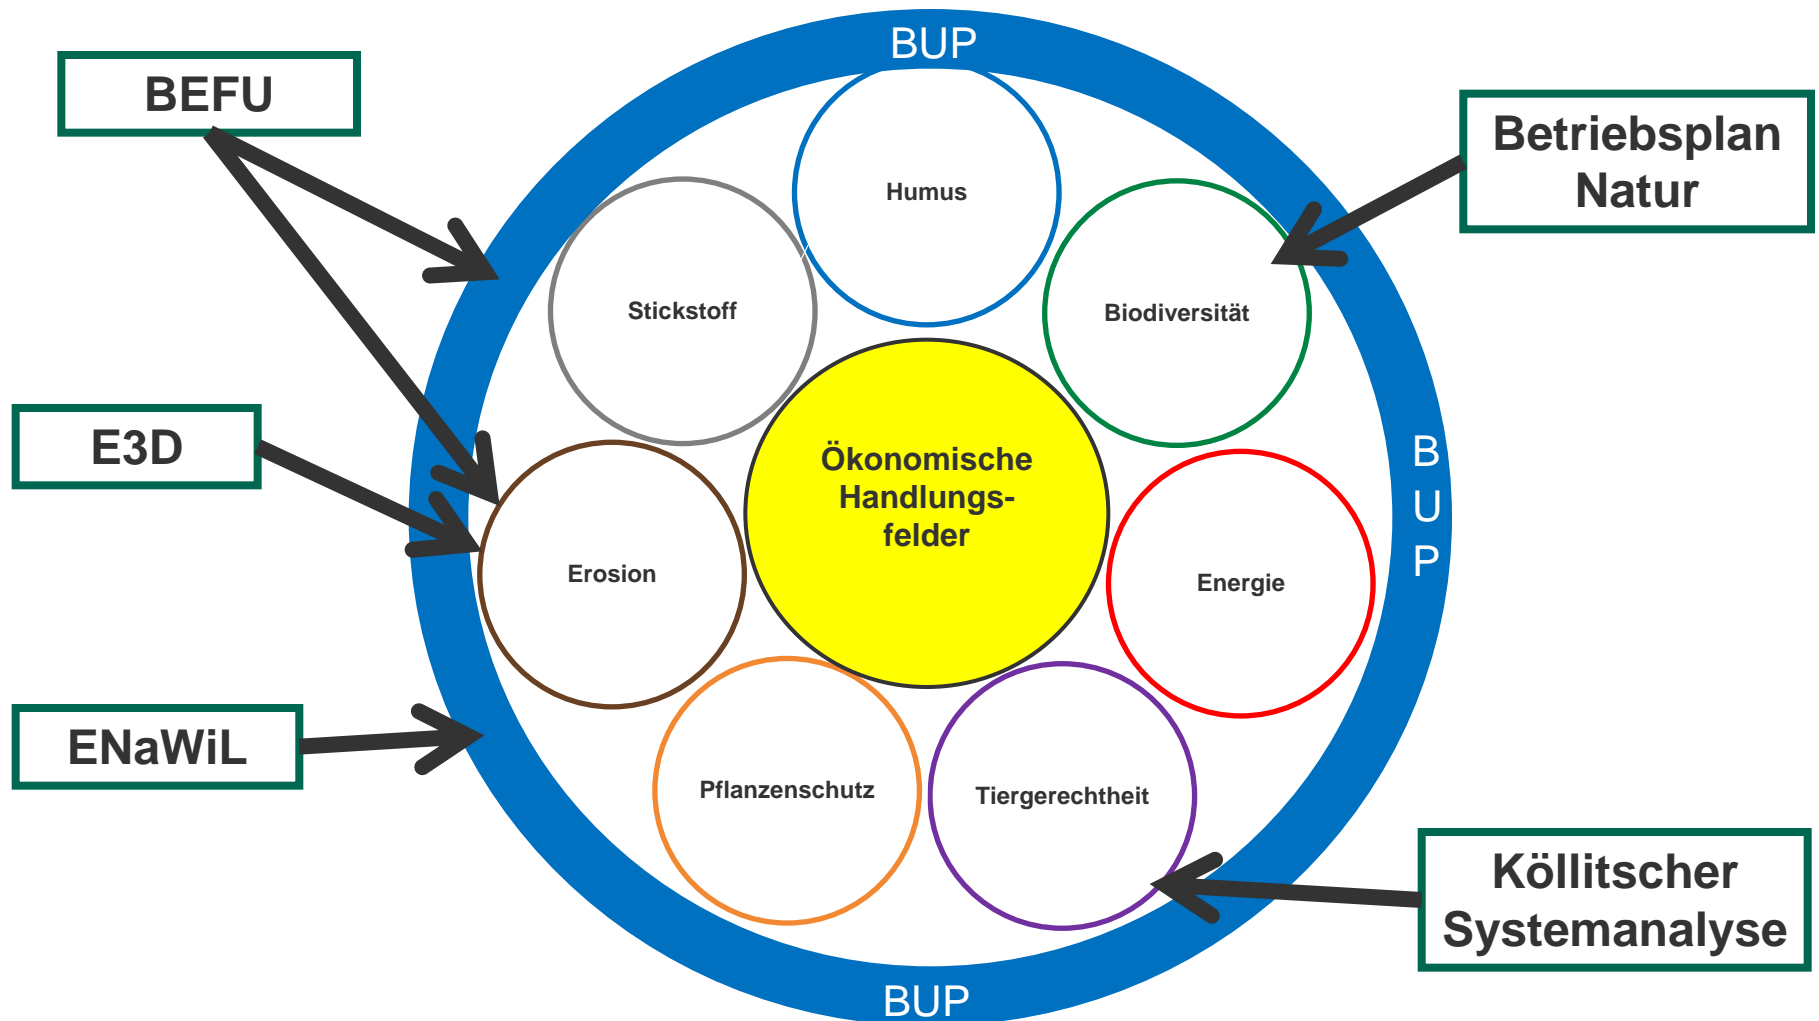 BUP
BEFU
Betriebsplan
Natur
Humus
Stickstoff
Biodiversität
E3D
Ökonomische
Handlungs-
felder
B
U
P
Erosion
Energie
ENaWiL
Pflanzenschutz
Tiergerechtheit
Köllitscher
Systemanalyse
BUP